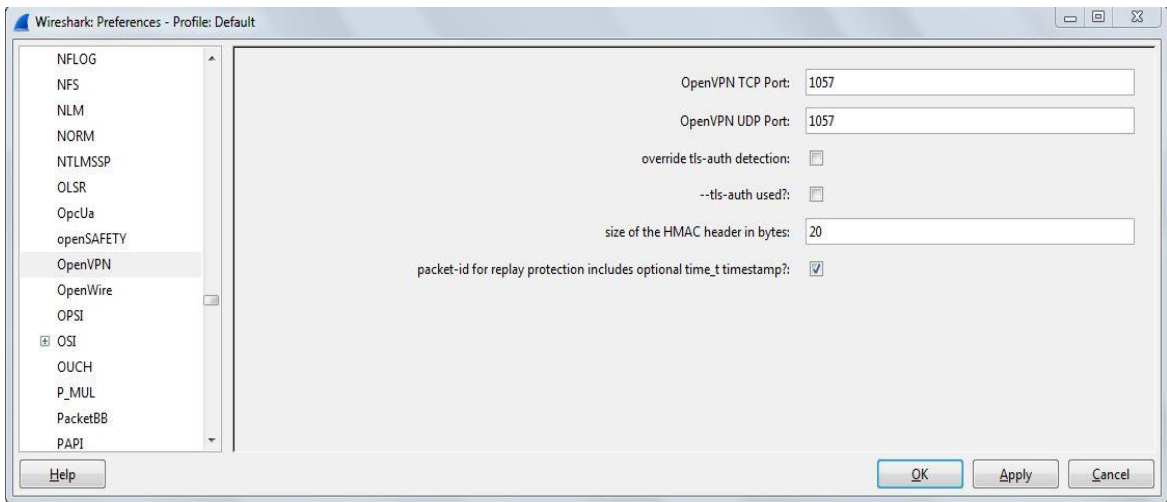 Wireshark: Preferences - Profile: Default
NFLOG
NFS
NLM
NORM
NTLMSSP
OLSR
OpcUa
openSAFETY
OpenVPN
OpenWire
OPSI
OSI
OUCH
P_MUL
PacketBB
PAPI
OpenVPN TCP Port: 1057
OpenVPN UDP Port: 1057
override tls-auth detection:
--tls-auth used?:
size of the HMAC header in bytes: 20
packet-id for replay protection includes optional time_t timestamp?:
Help
OK
Apply
Cancel